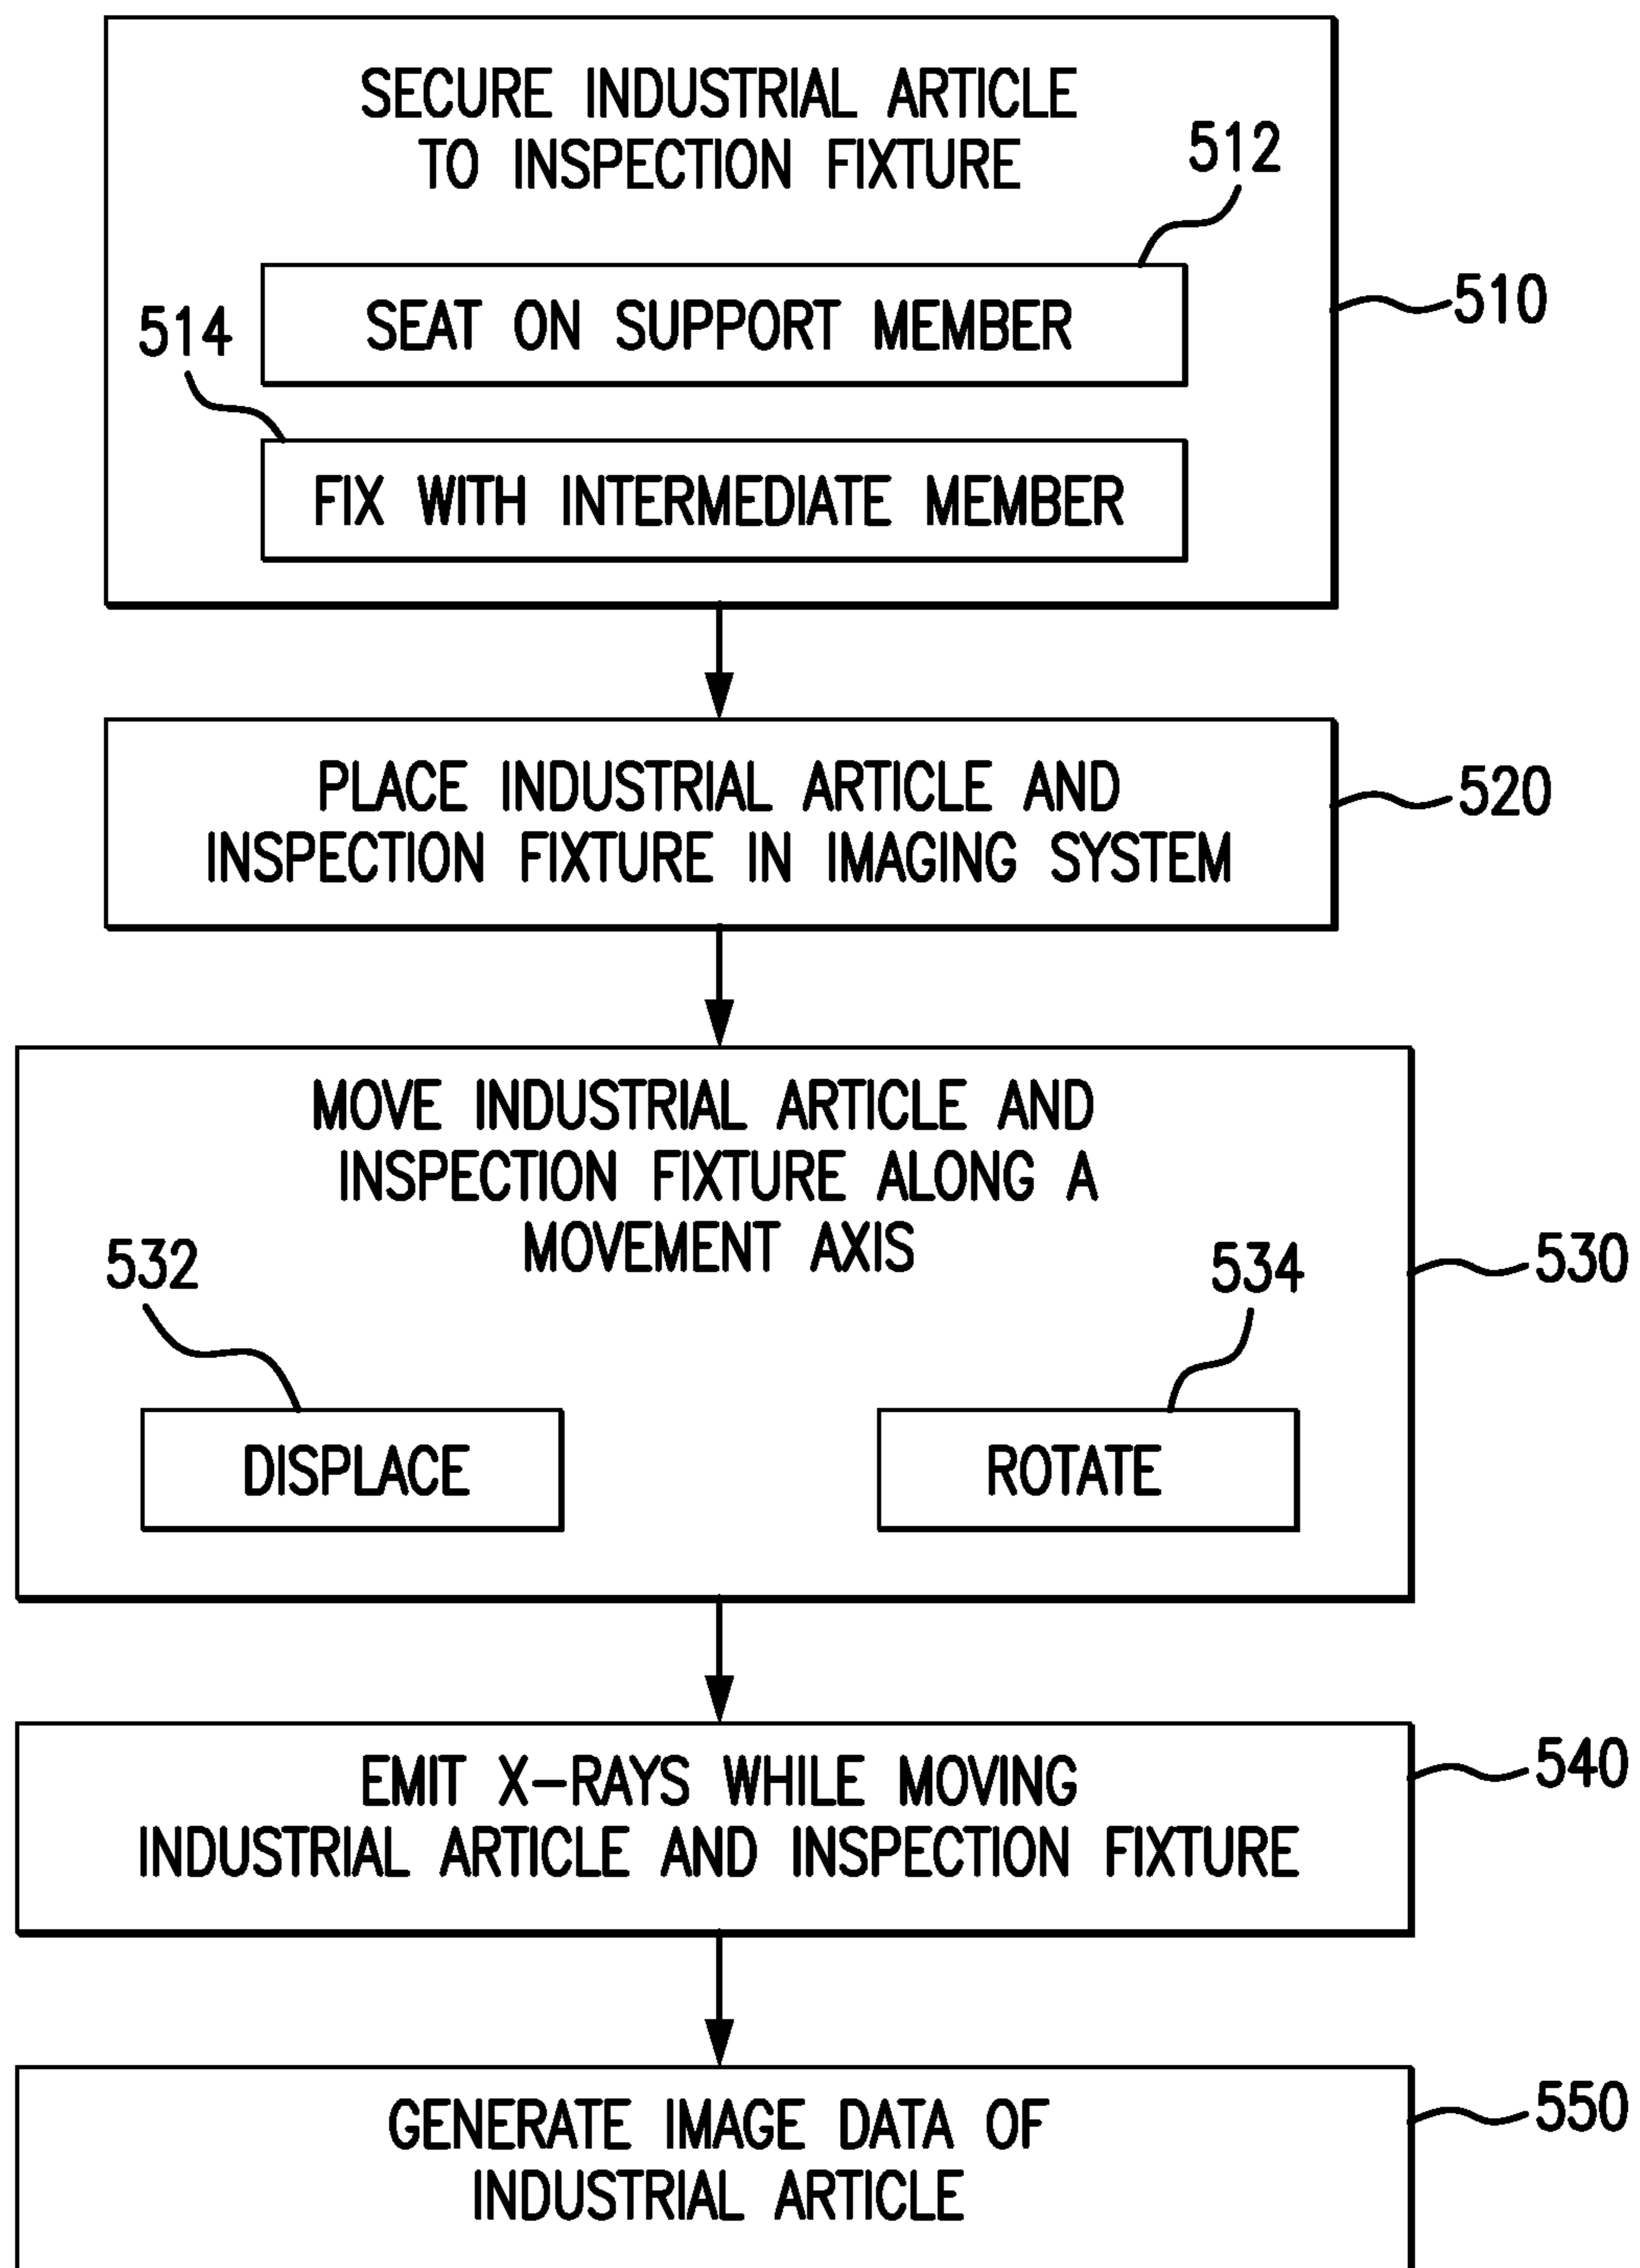 SECURE INDUSTRIAL ARTICLE
TO INSPECTION FIXTURE
512
SEAT ON SUPPORT MEMBER
510
514
FIX WITH INTERMEDIATE MEMBER
PLACE INDUSTRIAL ARTICLE AND
INSPECTION FIXTURE IN IMAGING SYSTEM
520
MOVE INDUSTRIAL ARTICLE AND
INSPECTION FIXTURE ALONG A
MOVEMENT AXIS
530
532
534
DISPLACE
ROTATE
EMIT X-RAYS WHILE MOVING
INDUSTRIAL ARTICLE AND INSPECTION FIXTURE
540
GENERATE IMAGE DATA OF
INDUSTRIAL ARTICLE
550